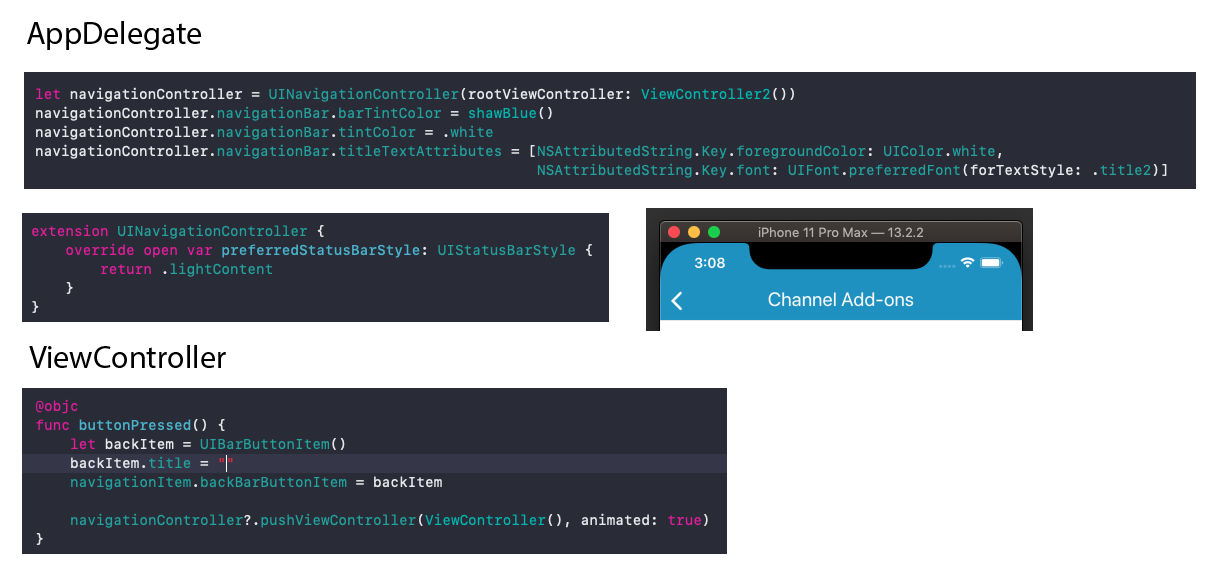 AppDelegate
let navigationController = UINavigationController(rootViewController: ViewController2())
navigationController.navigationBar.barTintColor = shawBlue()
navigationController.navigationBar.tintColor = .white
navigationController.navigationBar.titleTextAttributes = [NSAttributedString.Key.foregroundColor: UIColor.white,
NSAttributedString.Key.font: UIFont.preferredFont(forTextStyle: .title2)]
extension UINavigationController {
override open var preferredStatusBarStyle: UIStatusBarStyle {
return .lightContent
}
}
iPhone 11 Pro Max — 13.2.2
3:08
Channel Add-ons
ViewController
@objc
func buttonPressed() {
let backItem = UIBarButtonItem()
backItem.title = ""
navigationItem.backBarButtonItem = backItem
navigationController?.pushViewController(ViewController(), animated: true)
}